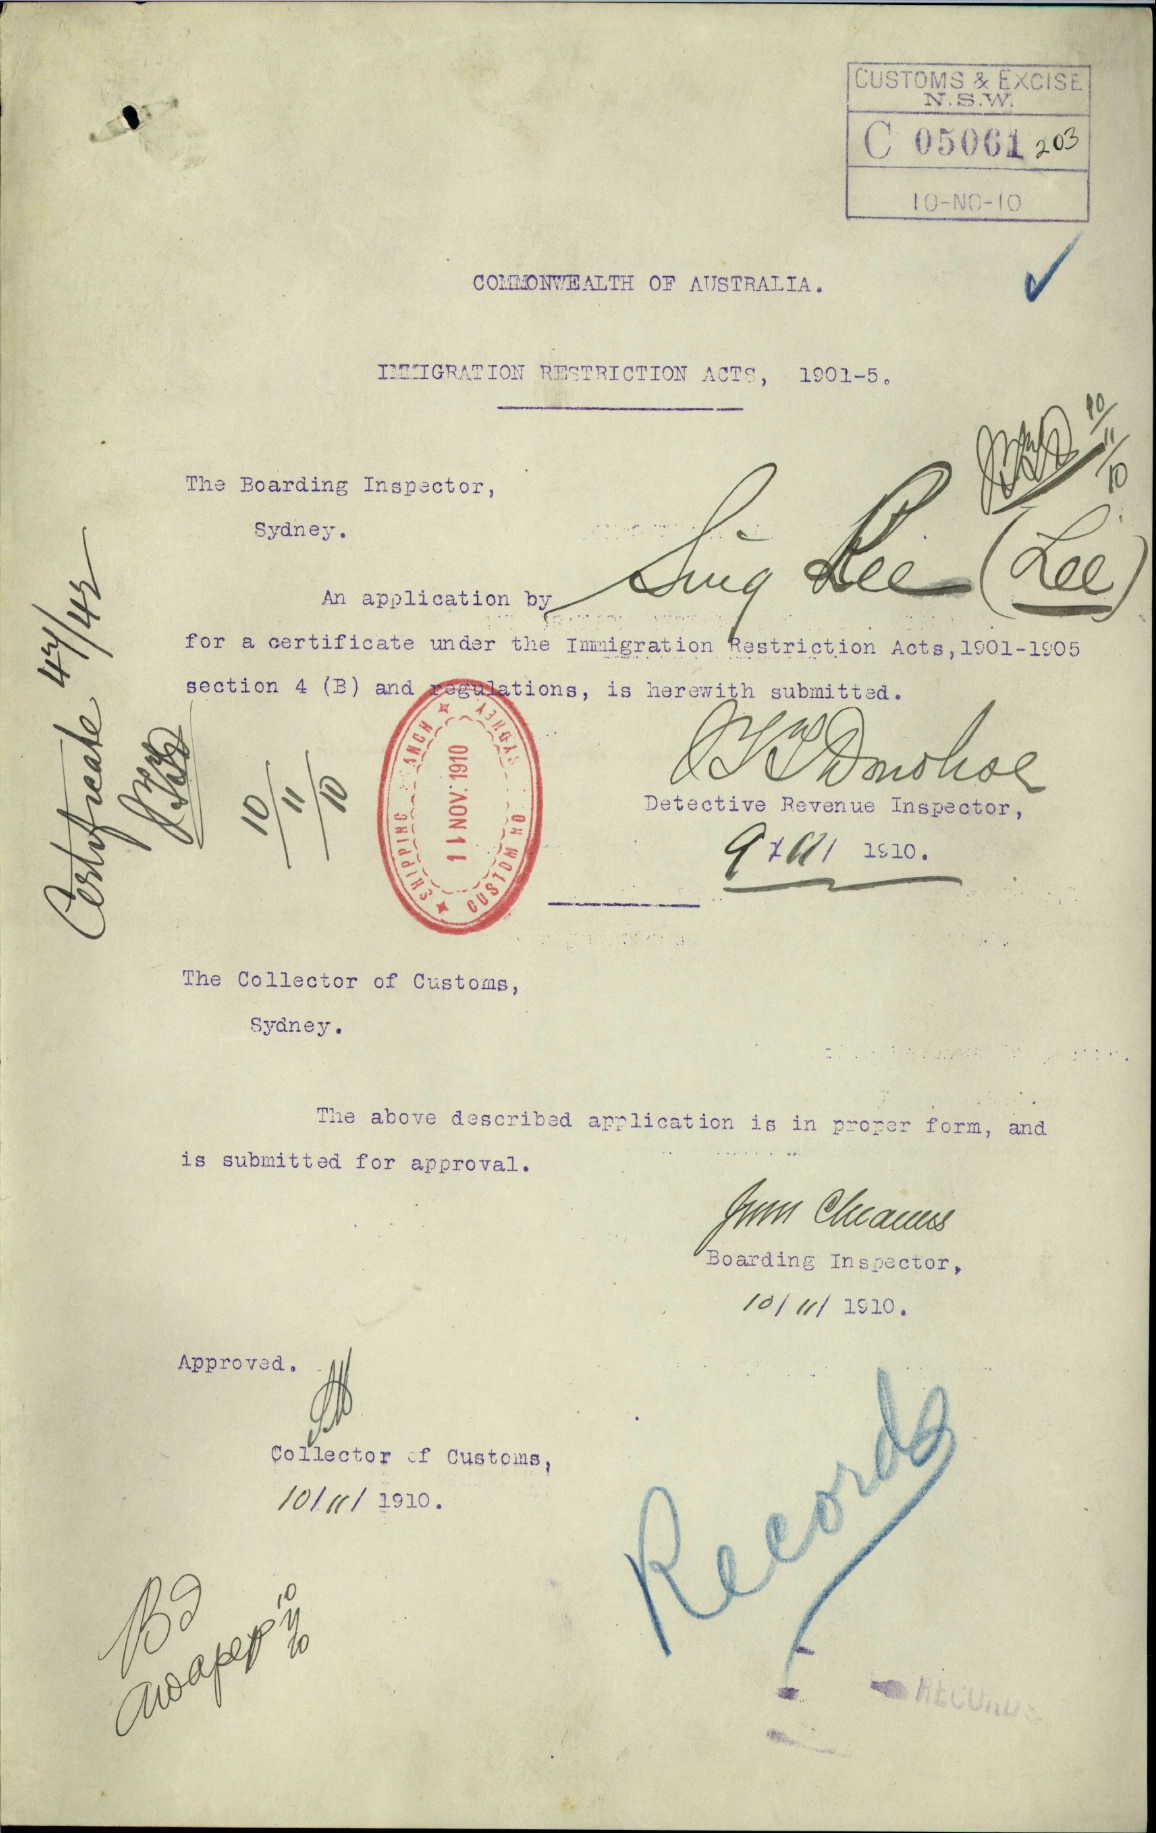 CUSTOMS & EXCISE
N.S.W.
C 05061 203
10-NO-10
COMMONWEALTH OF AUSTRALIA.
IMMIGRATION RESTRICTION ACTS, 1901-5.
10/11/10
The Boarding Inspector,
Sydney.
An application by Sing Lee (Lee)
for a certificate under the Immigration Restriction Acts,1901-1905
section 4 (B) and regulations, is herewith submitted.
Donohoe
Detective Revenue Inspector,
9/11/ 1910.
Certificate 47/42
10/11/10
SHIPPING BRANCH
11 NOV. 1910
CUSTOM HO SYDNEY
The Collector of Customs,
Sydney.
The above described application is in proper form, and
is submitted for approval.
Boarding Inspector,
10/11/ 1910.
Approved.
Collector of Customs,
10/11/ 1910.
Records
RECORDS